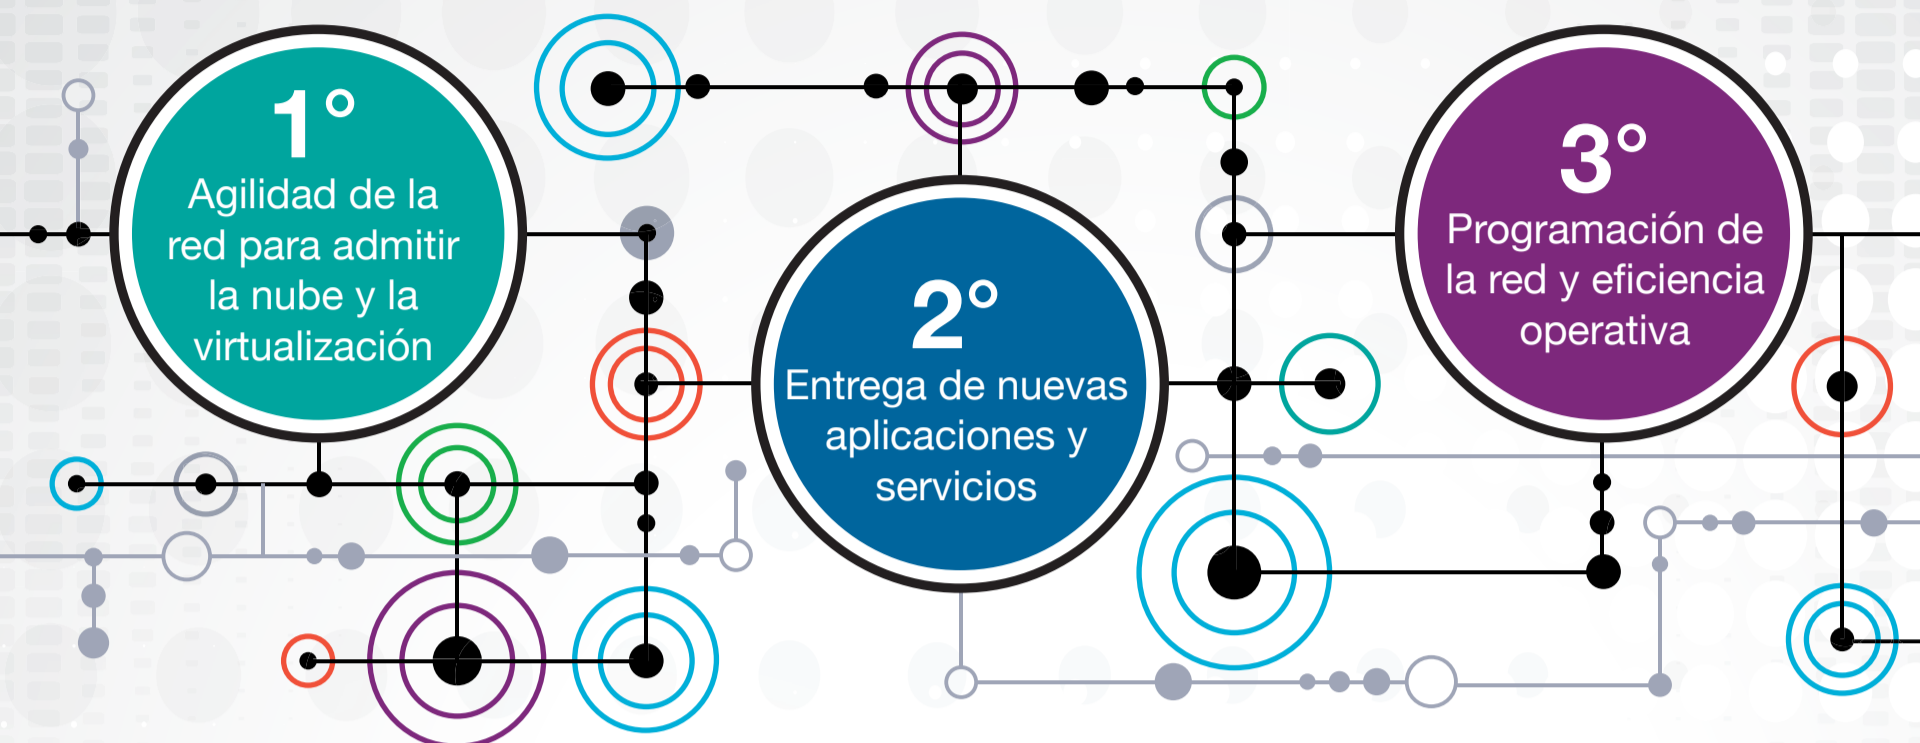 1°
Agilidad de la
red para admitir
la nube y la
virtualización
2°
Entrega de nuevas
aplicaciones y
servicios
3°
Programación de
la red y eficiencia
operativa